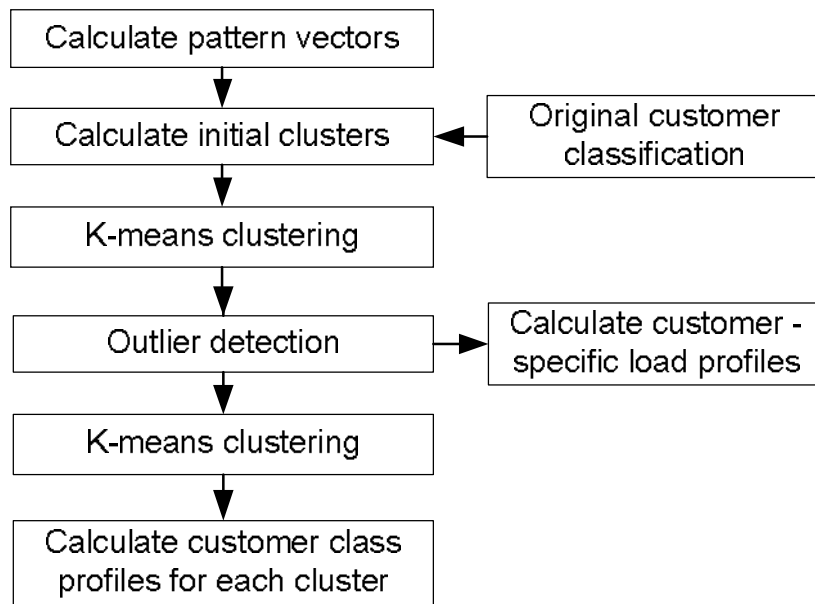 Calculate pattern vectors
Calculate initial clusters
Original customer
classification
K-means clustering
Outlier detection
Calculate customer -
specific load profiles
K-means clustering
Calculate customer class
profiles for each cluster